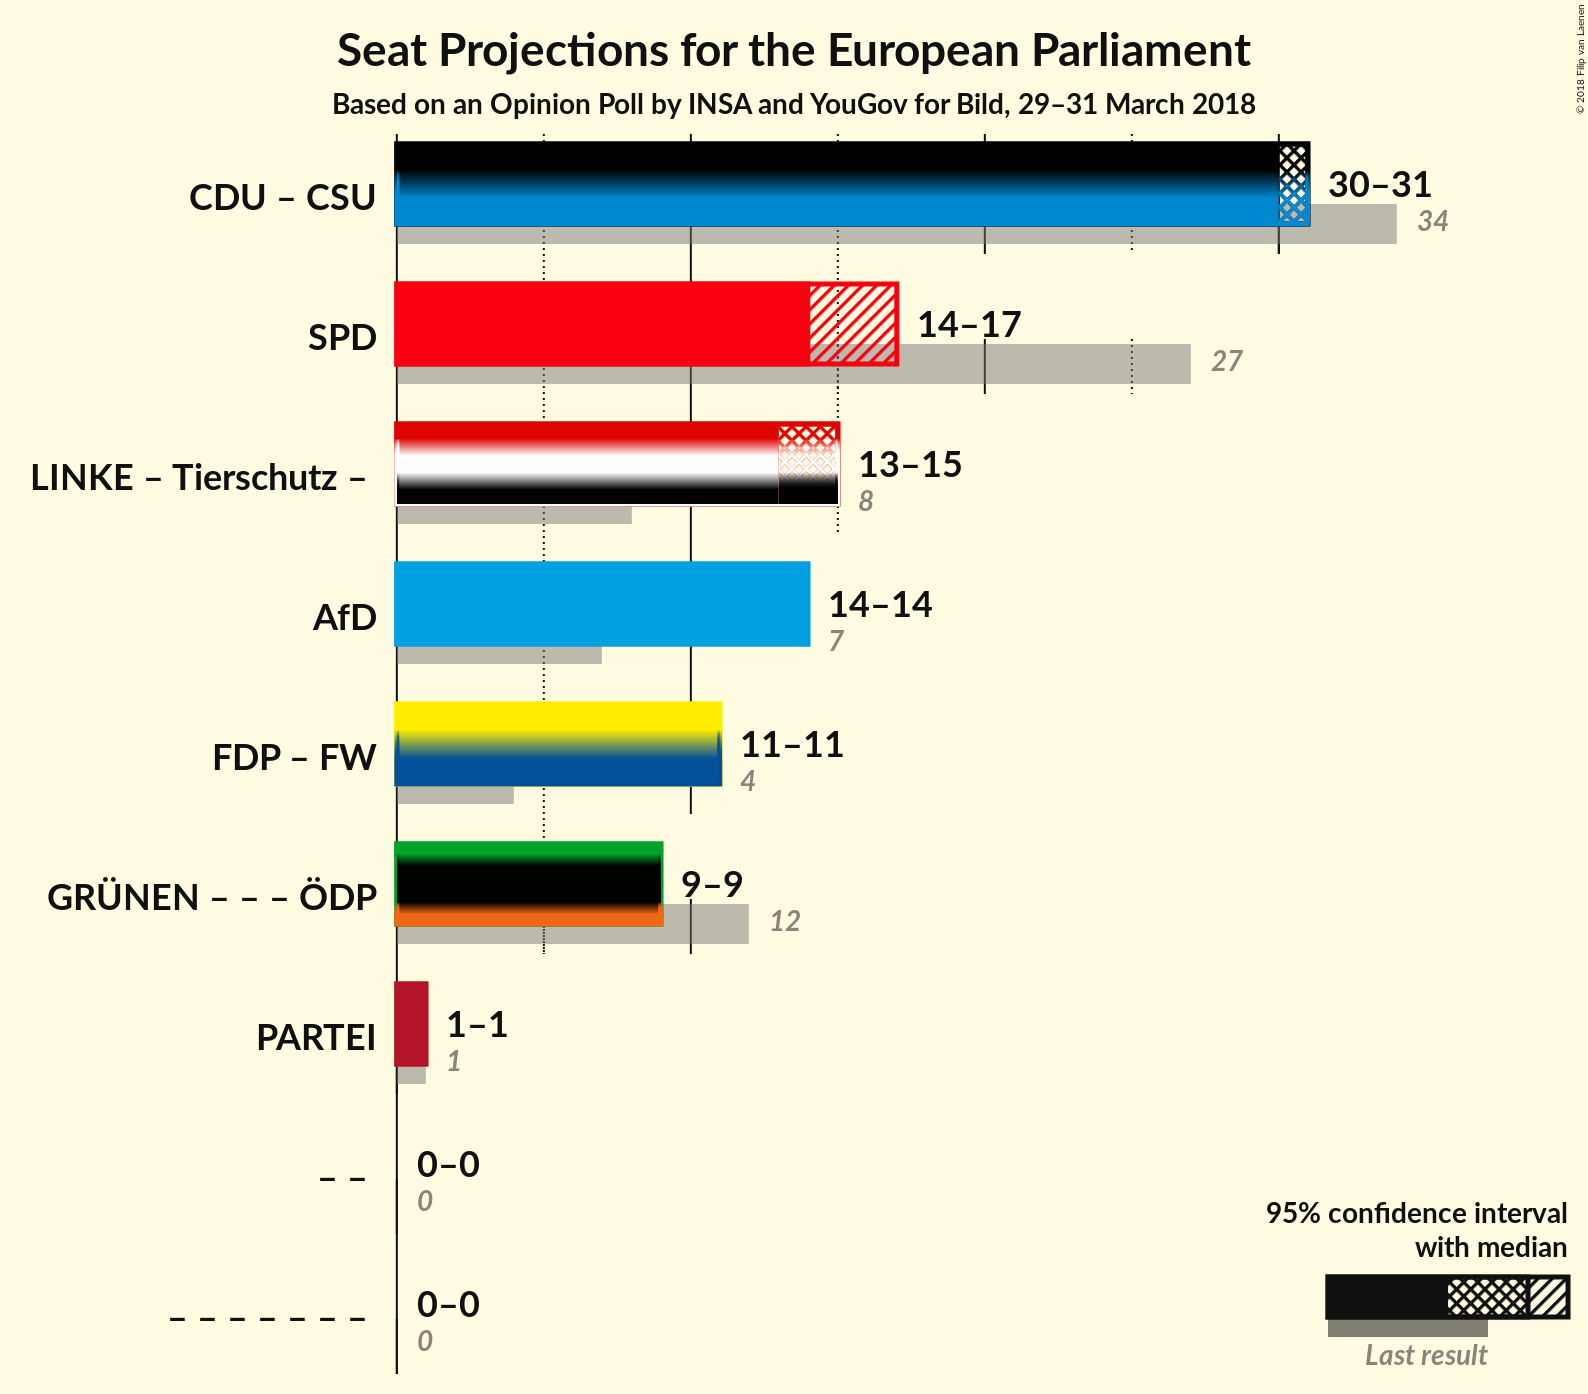 Seat Projections for the European Parliament
Based on an Opinion Poll by INSA and YouGov for Bild, 29–31 March 2018
© 2018 Filip van Laenen
CDU – CSU
30–31
34
SPD
14–17
27
LINKE – Tierschutz –
13–15
8
AfD
14–14
7
FDP – FW
11–11
4
GRÜNEN – – – ÖDP
9–9
12
PARTEI
1–1
1
– –
0–0
0
– – – – – – –
0–0
0
95% confidence interval
with median
Last result